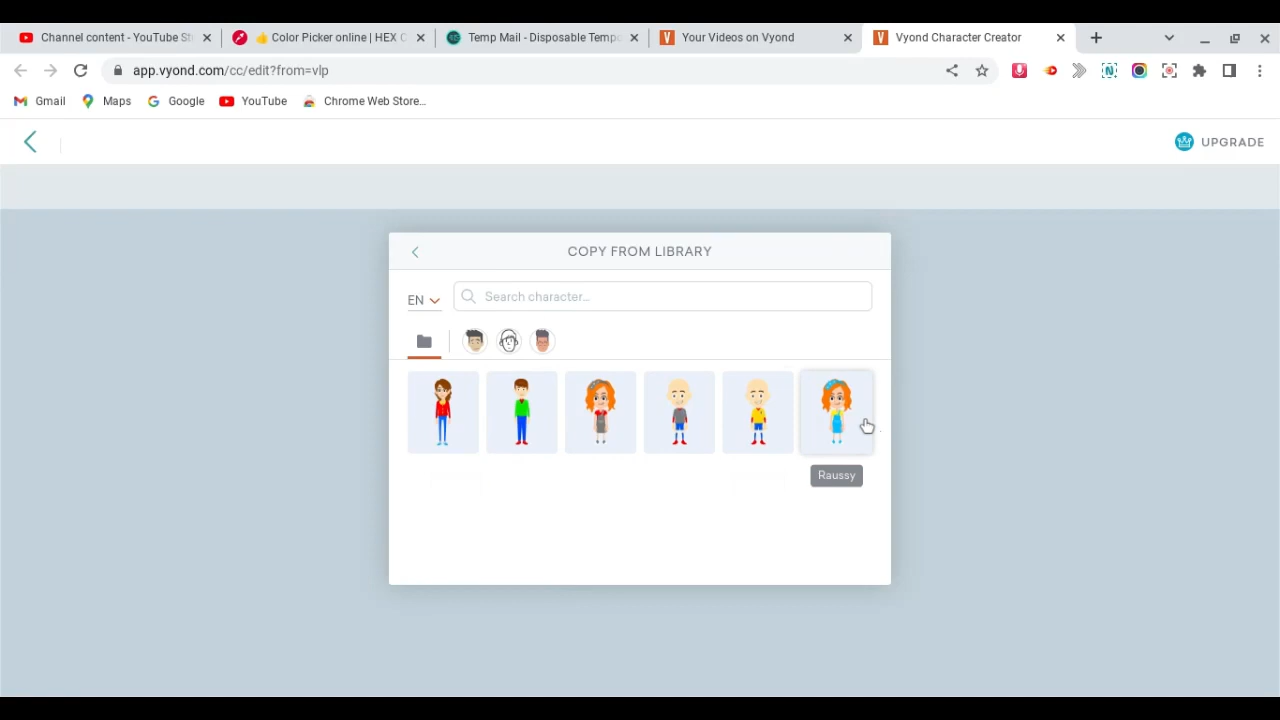 Channel content - YouTube St
👍 Color Picker online | HEX C
Temp Mail - Disposable Tempo
Your Videos on Vyond
Vyond Character Creator
app.vyond.com/cc/edit?from=vlp
Gmail
Maps
Google
YouTube
Chrome Web Store...
UPGRADE
COPY FROM LIBRARY
EN
Search character...
Raussy